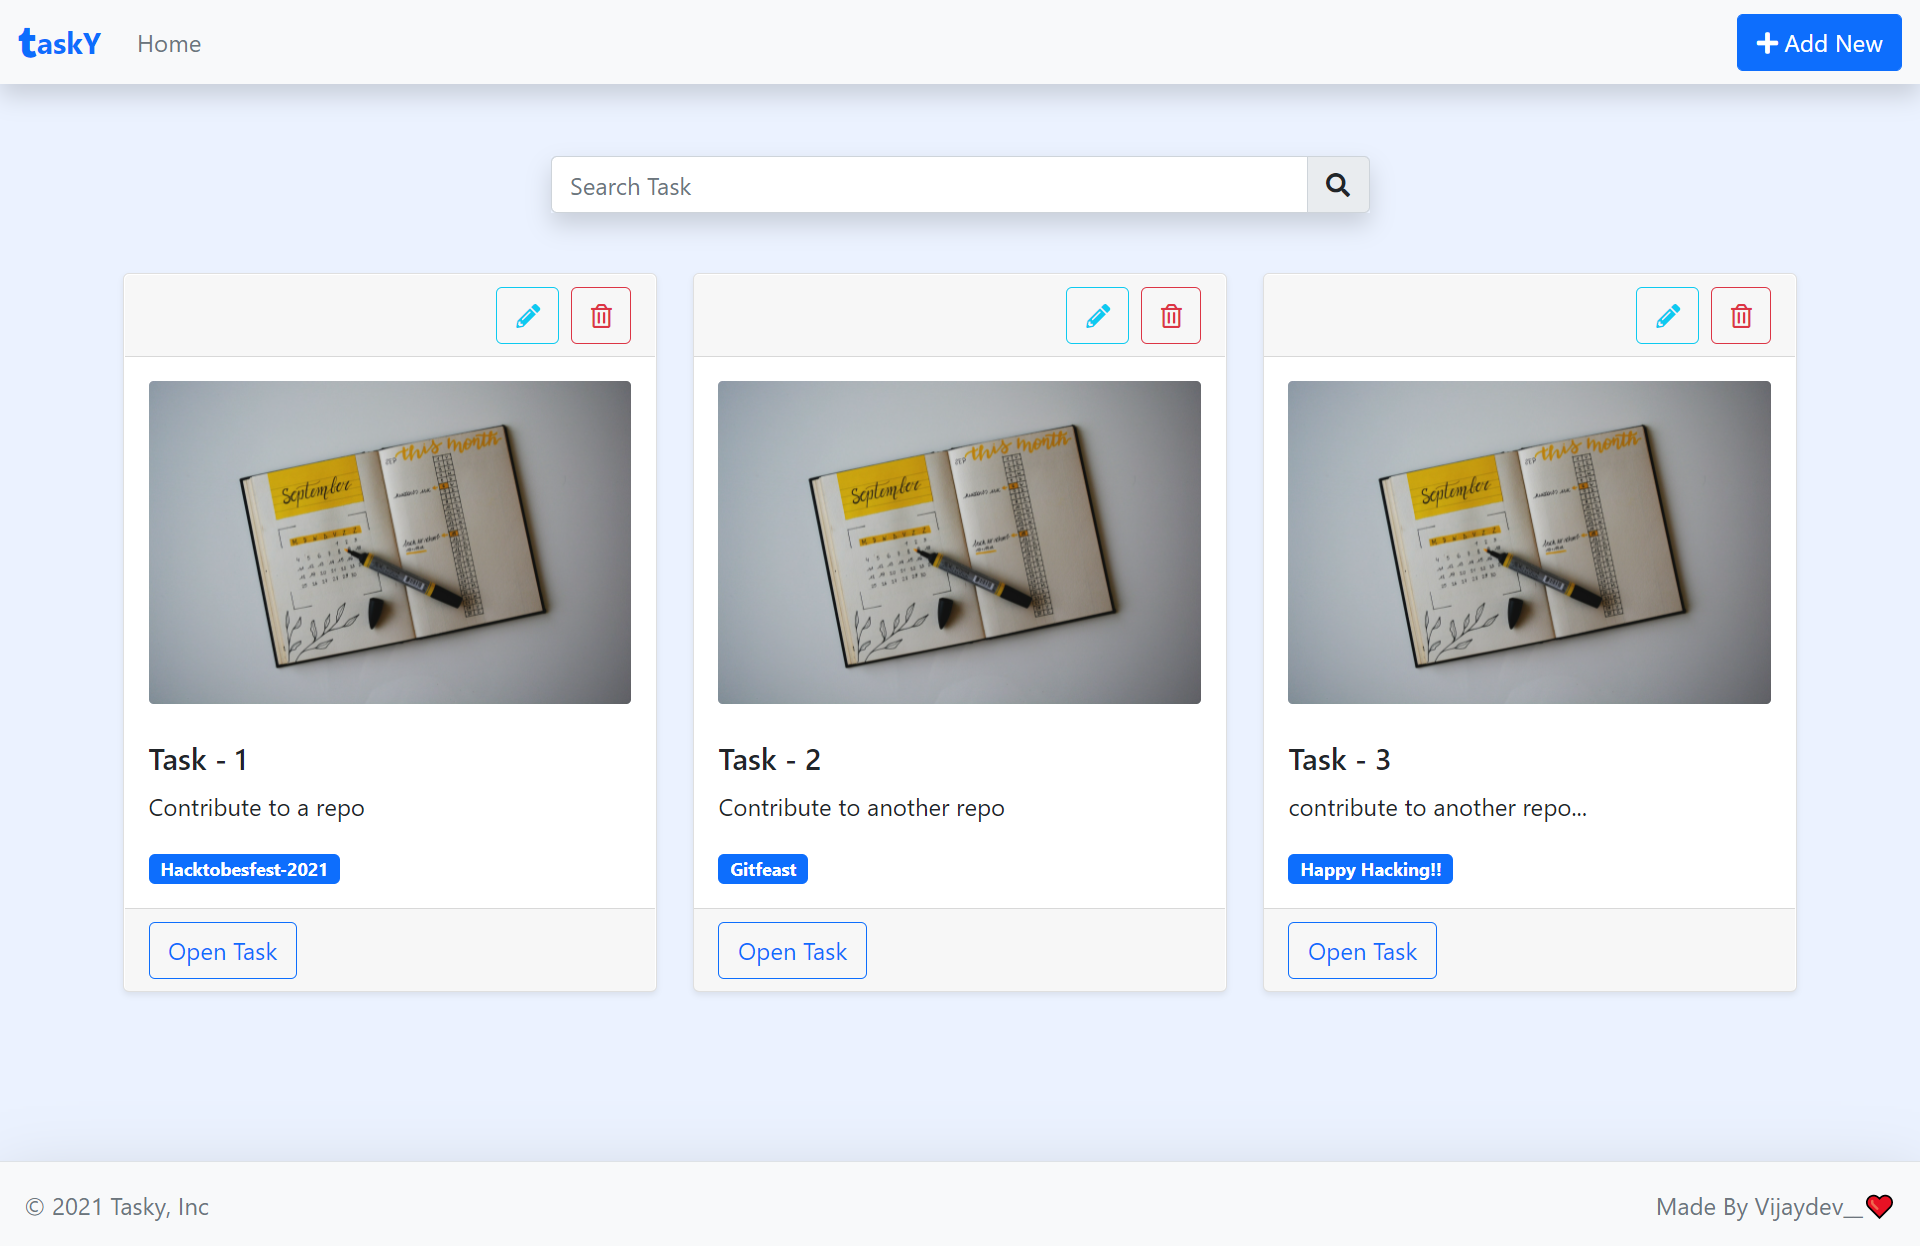 taskY Home Add New
Search Task
September
this month
September
this month
September
this month
Task - 1
Contribute to a repo
Hacktobesfest-2021
Open Task
Task - 2
Contribute to another repo
Gitfeast
Open Task
Task - 3
contribute to another repo...
Happy Hacking!!
Open Task
© 2021 Tasky, Inc
Made By Vijaydev__